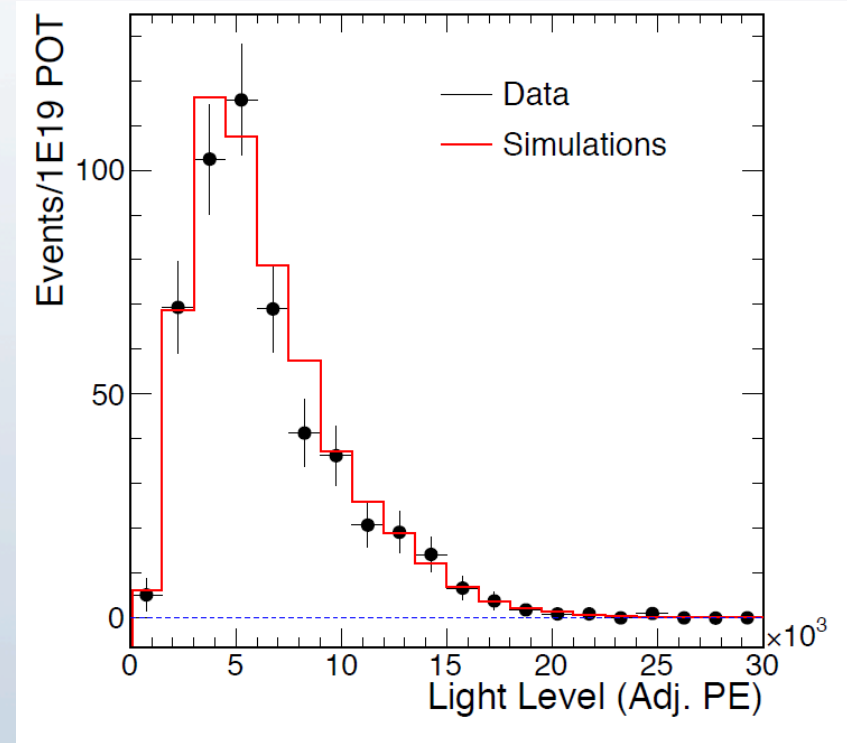 Events/1E19 POT
Data
Simulations
100
50
0
0 5 10 15 20 25 30
×10³
Light Level (Adj. PE)